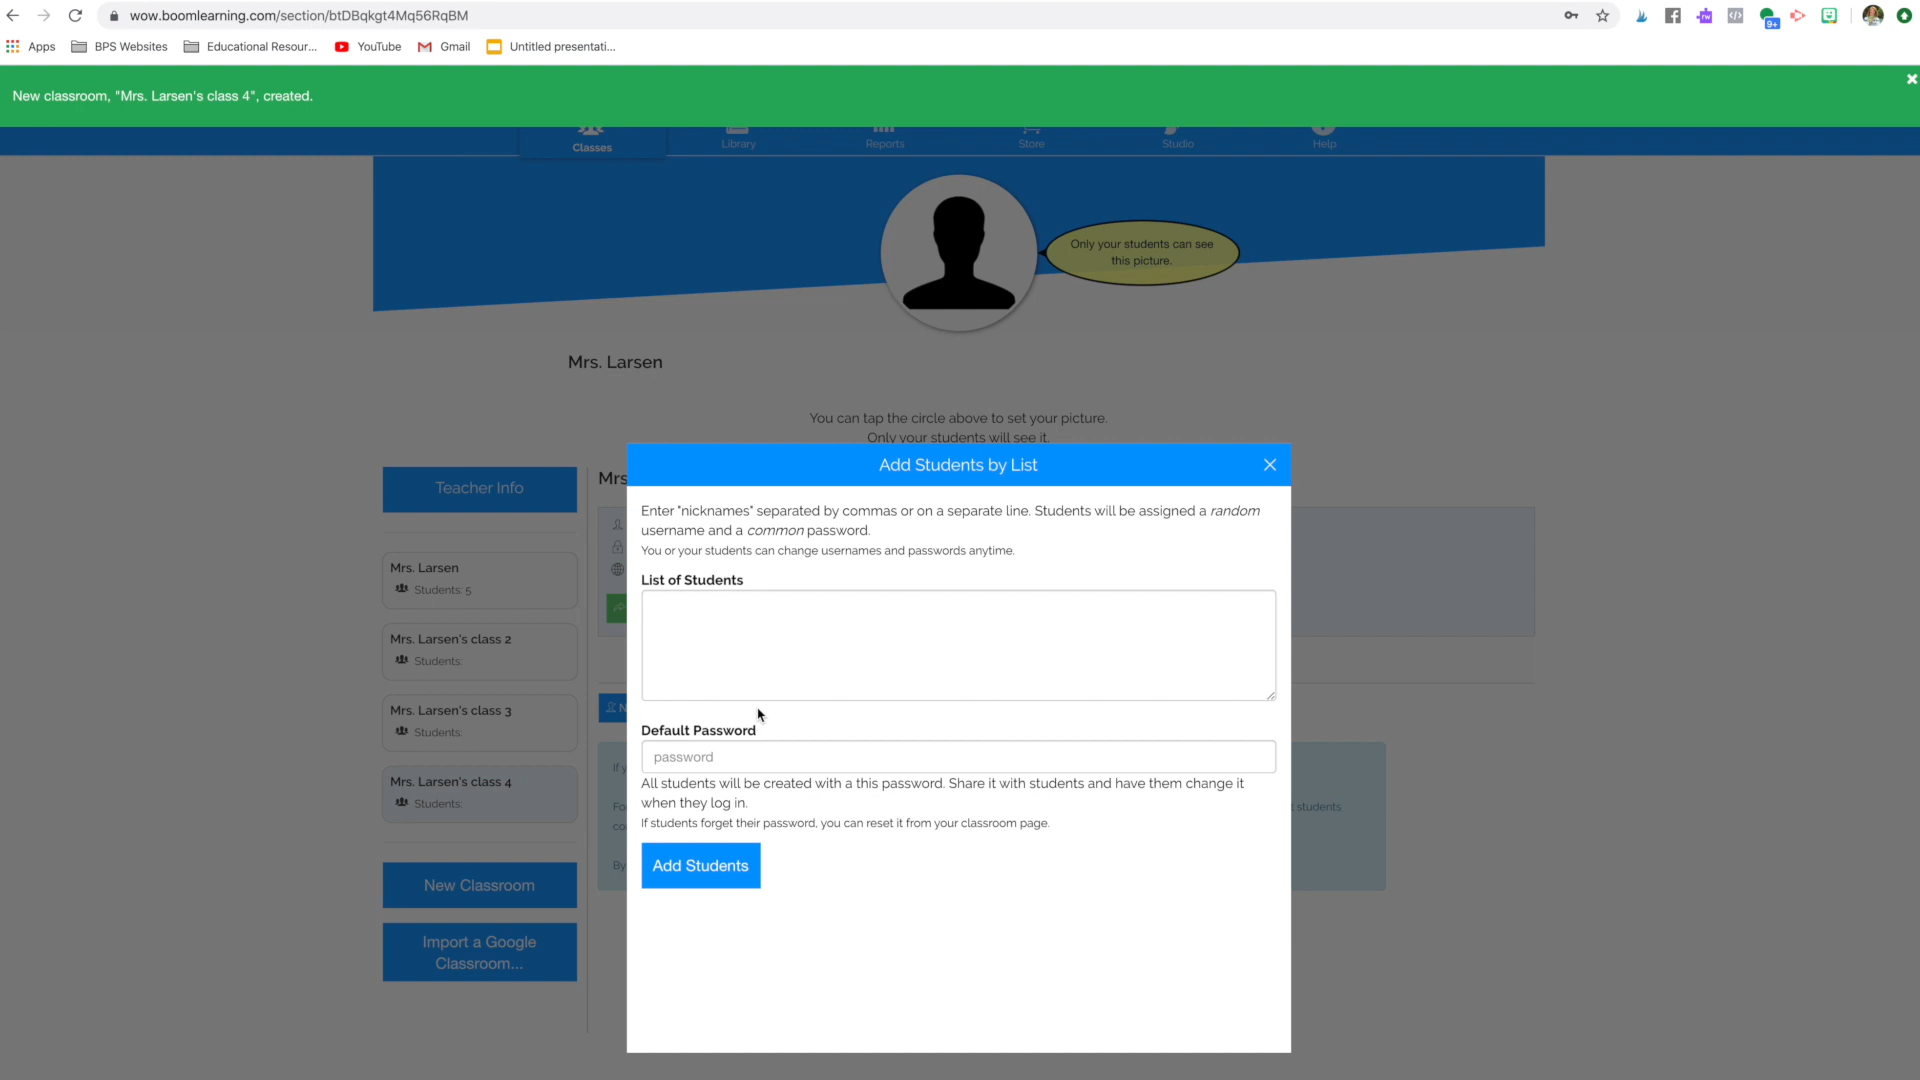 wow.boomlearning.com/section/btDBqkgt4Mq56RqBM
Apps BPS Websites Educational Resour... YouTube Gmail Untitled presentati...
9+
New classroom, "Mrs. Larsen's class 4", created.
Classes Library Reports Store Studio Help
Only your students can see
this picture.
Mrs. Larsen
You can tap the circle above to set your picture.
Only your students will see it.
Teacher Info
Mrs. Larsen
Students: 5
Mrs. Larsen's class 2
Students:
Mrs. Larsen's class 3
Students:
Mrs. Larsen's class 4
Students:
New Classroom
Import a Google
Classroom...
Mrs
Add Students by List
Enter "nicknames" separated by commas or on a separate line. Students will be assigned a random
username and a common password.
You or your students can change usernames and passwords anytime.
List of Students
Default Password
password
All students will be created with a this password. Share it with students and have them change it
when they log in.
If students forget their password, you can reset it from your classroom page.
Add Students
N
If y
Fo
co
By
t students